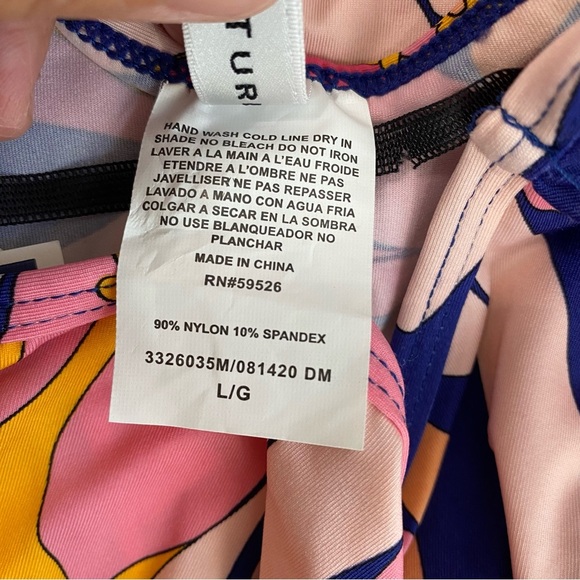 TUR
HAND WASH COLD LINE DRY IN
SHADE NO BLEACH DO NOT IRON
LAVER A LA MAIN A L'EAU FROIDE
ETENDRE A L'OMBRE NE PAS
JAVELLISER NE PAS REPASSER
LAVADO A MANO CON AGUA FRIA
COLGAR A SECAR EN LA SOMBRA
NO USE BLANQUEADOR NO
PLANCHAR
MADE IN CHINA
RN#59526
90% NYLON 10% SPANDEX
3326035M/081420 DM
L/G